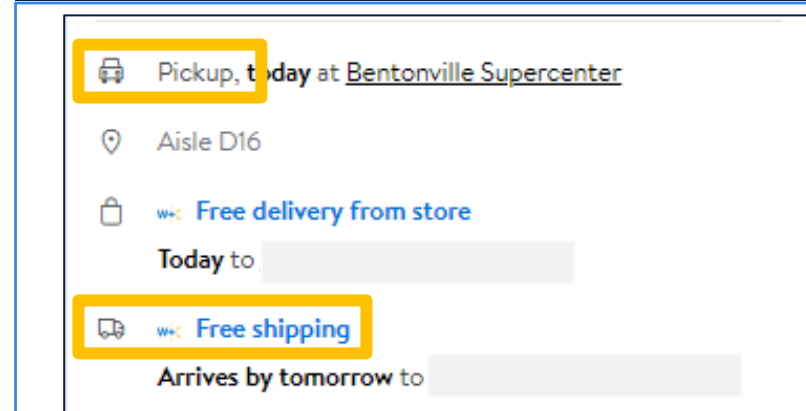 Pickup, today at Bentonville Supercenter
Aisle D16
W+ Free delivery from store
Today to
W+ Free shipping
Arrives by tomorrow to